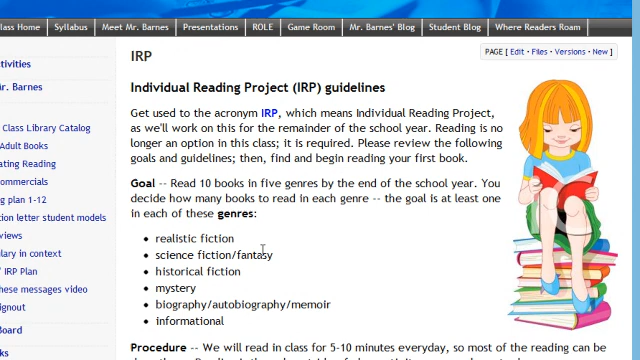 lass Home Syllabus Meet Mr. Barnes Presentations ROLE Game Room Mr. Barnes' Blog Student Blog Where Readers Roam
IRP
PAGE [ Edit • Files • Versions • New ]
tivities
r. Barnes
Class Library Catalog
Adult Books
ating Reading
ommercials
g plan 1-12
tion letter student models
views
lary in context
IRP Plan
hese messages video
ignout
oard
ks
Individual Reading Project (IRP) guidelines
Get used to the acronym IRP, which means Individual Reading Project,
as we'll work on this for the remainder of the school year. Reading is no
longer an option in this class; it is required. Please review the following
goals and guidelines; then, find and begin reading your first book.
Goal -- Read 10 books in five genres by the end of the school year. You
decide how many books to read in each genre -- the goal is at least one
in each of these genres:
• realistic fiction
• science fiction/fantasy
• historical fiction
• mystery
• biography/autobiography/memoir
• informational
Procedure -- We will read in class for 5-10 minutes everyday, so most of the reading can be